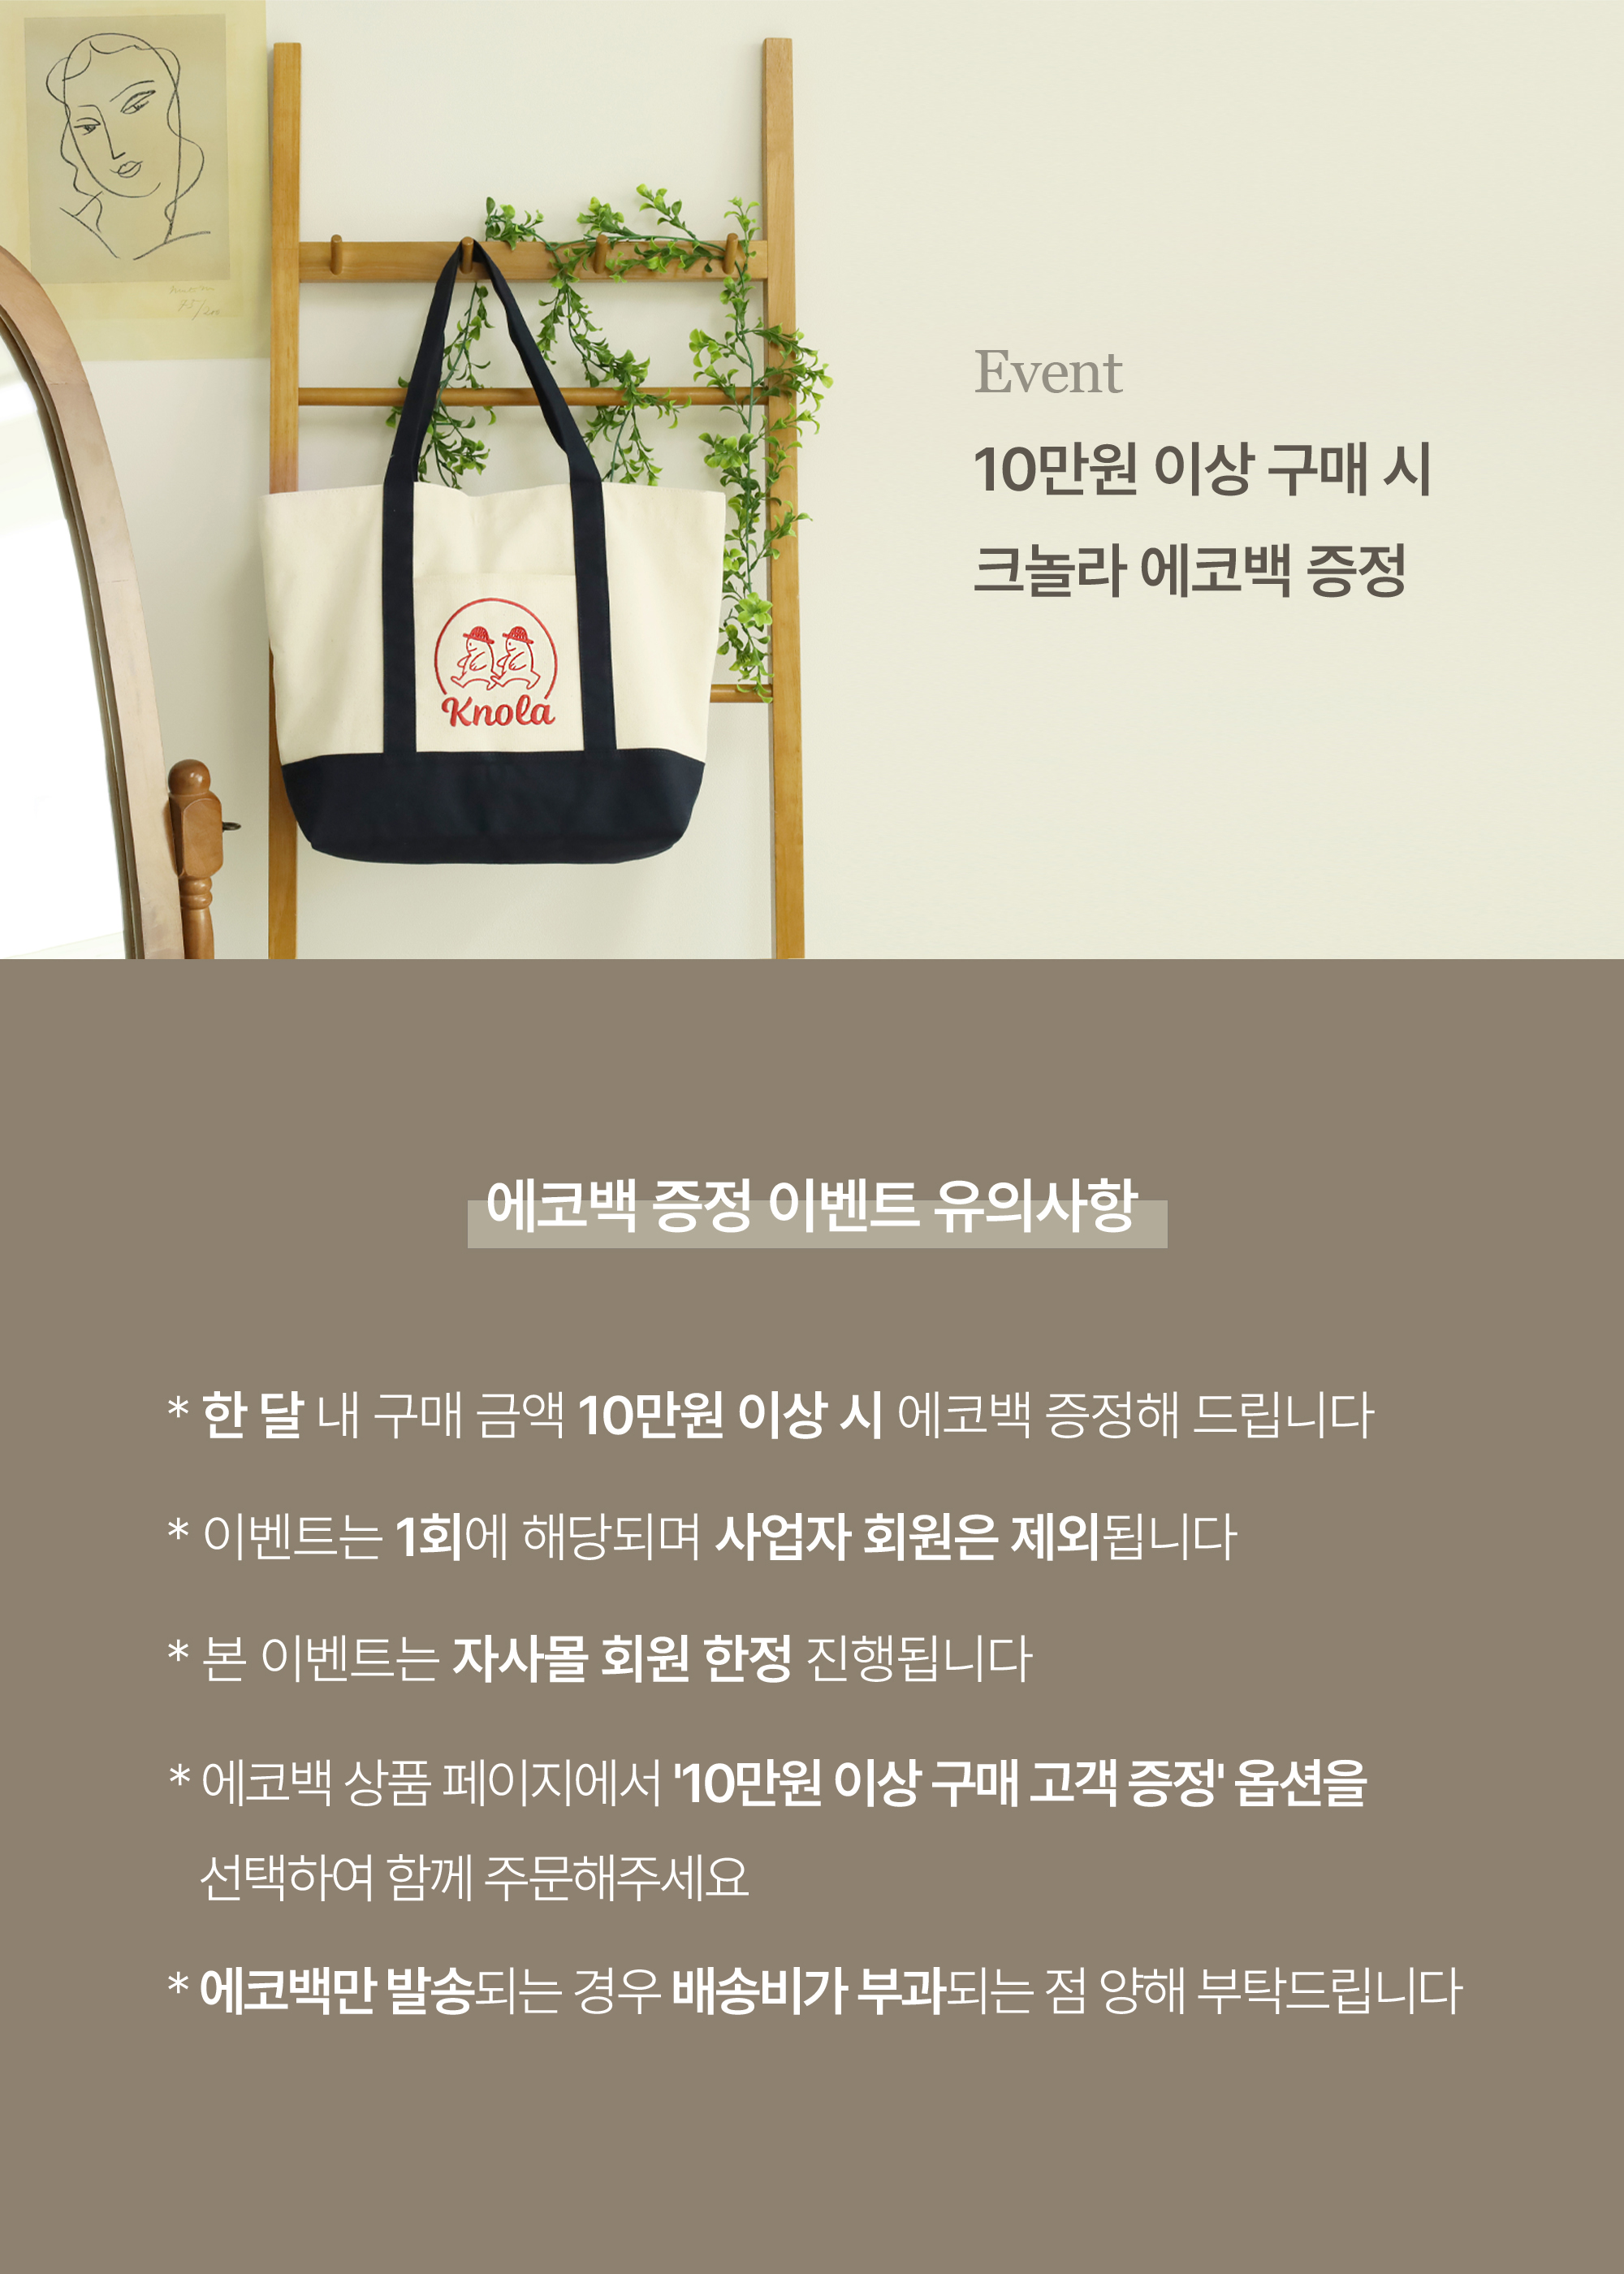 Event
10만원 이상 구매 시
크놀라 에코백 증정
75/200
Knola
에코백 증정 이벤트 유의사항
* 한 달 내 구매 금액 10만원 이상 시 에코백 증정해 드립니다
* 이벤트는 1회에 해당되며 사업자 회원은 제외됩니다
* 본 이벤트는 자사몰 회원 한정 진행됩니다
* 에코백 상품 페이지에서 '10만원 이상 구매 고객 증정' 옵션을
선택하여 함께 주문해주세요
* 에코백만 발송되는 경우 배송비가 부과되는 점 양해 부탁드립니다